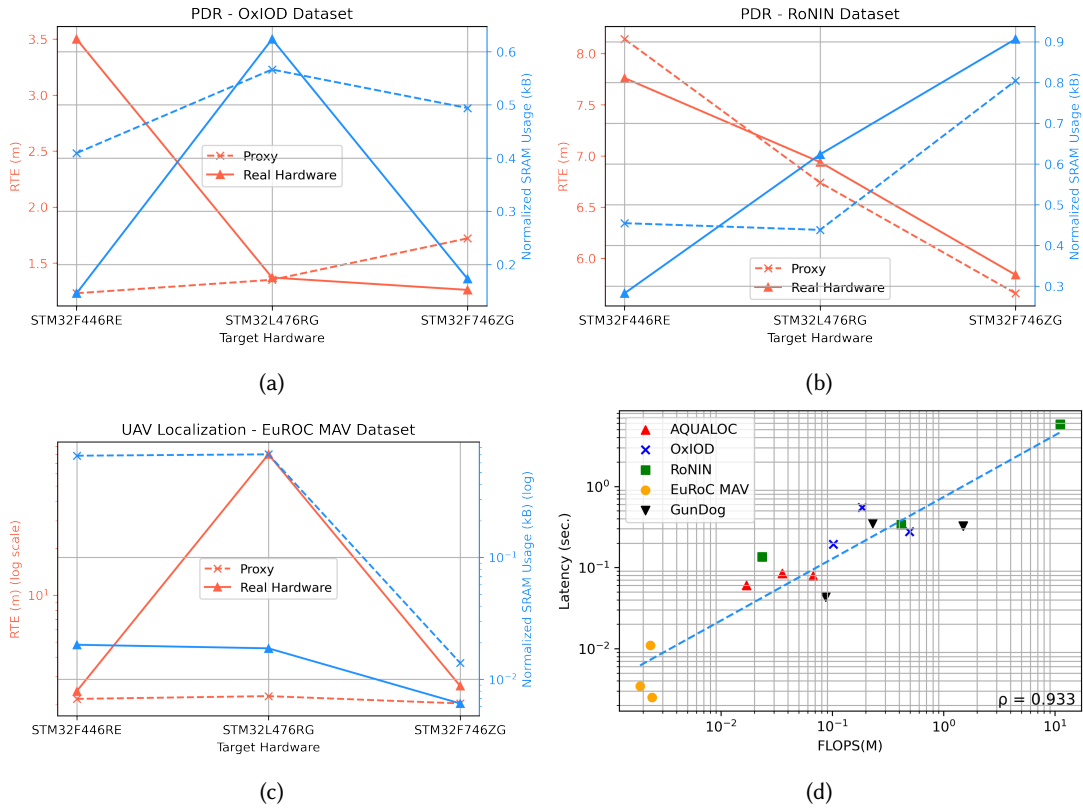 PDR - OxIOD Dataset
3.5
3.0
2.5
2.0
1.5
RTE (m)
0.6
0.5
0.4
0.3
0.2
Normalized SRAM Usage (kB)
Proxy
Real Hardware
STM32F446RE
STM32L476RG
STM32F746ZG
Target Hardware
(a)
PDR - RoNIN Dataset
8.0
7.5
7.0
6.5
6.0
RTE (m)
0.9
0.8
0.7
0.6
0.5
0.4
0.3
Normalized SRAM Usage (kB)
Proxy
Real Hardware
STM32F446RE
STM32L476RG
STM32F746ZG
Target Hardware
(b)
UAV Localization - EuROC MAV Dataset
10¹
RTE (m) (log scale)
10⁻¹
10⁻²
Normalized SRAM Usage (kB) (log)
Proxy
Real Hardware
STM32F446RE
STM32L476RG
STM32F746ZG
Target Hardware
(c)
AQUALOC
OxIOD
RoNIN
EuRoC MAV
GunDog
10⁰
10⁻¹
10⁻²
Latency (sec.)
ρ = 0.933
10⁻²
10⁻¹
10⁰
10¹
FLOPS(M)
(d)